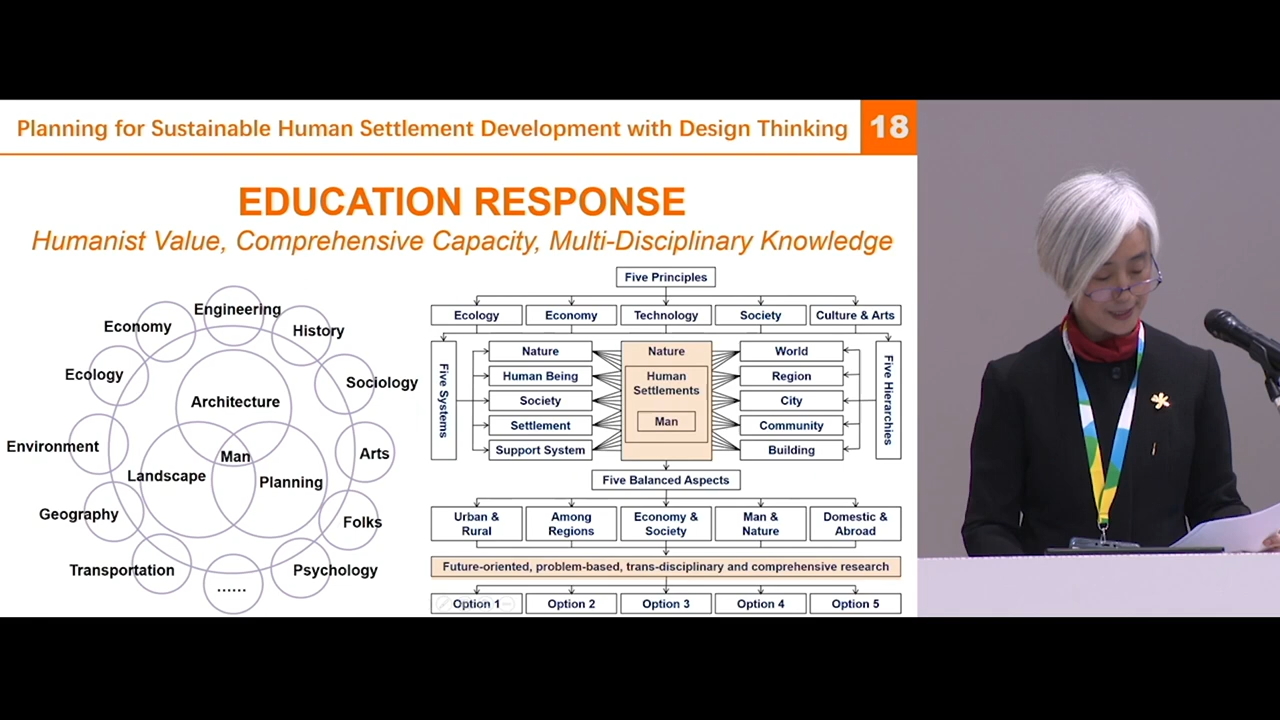 Planning for Sustainable Human Settlement Development with Design Thinking
18
EDUCATION RESPONSE
Humanist Value, Comprehensive Capacity, Multi-Disciplinary Knowledge
Engineering
Economy
History
Ecology
Sociology
Architecture
Environment
Arts
Man
Landscape
Planning
Geography
Folks
Transportation
Psychology
......
Five Principles
Ecology
Economy
Technology
Society
Culture & Arts
Five Systems
Nature
Human Being
Society
Settlement
Support System
Nature
Human
Settlements
Man
World
Region
City
Community
Building
Five Hierarchies
Five Balanced Aspects
Urban &
Rural
Among
Regions
Economy &
Society
Man &
Nature
Domestic &
Abroad
Future-oriented, problem-based, trans-disciplinary and comprehensive research
Option 1
Option 2
Option 3
Option 4
Option 5